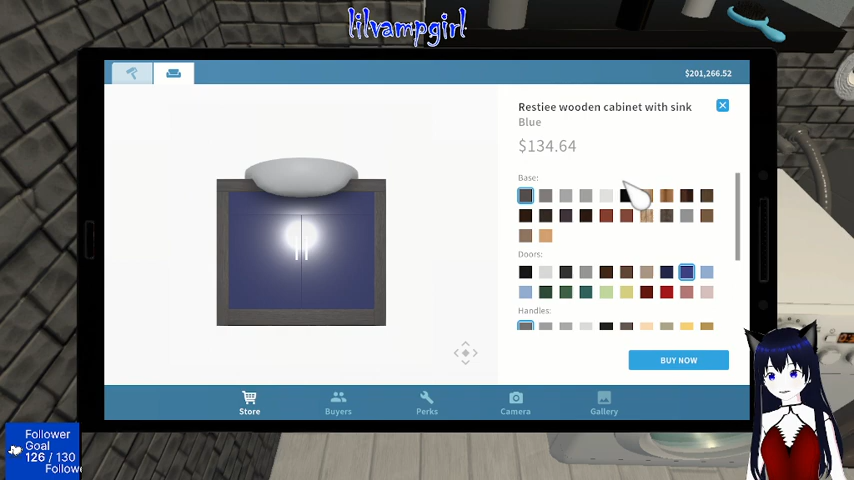 lilvampgirl
$201,266.52
Restiee wooden cabinet with sink
Blue
$134.64
Base:
Doors:
Handles:
BUY NOW
Store
Buyers
Perks
Camera
Gallery
Follower
Goal
126 / 130
Followe